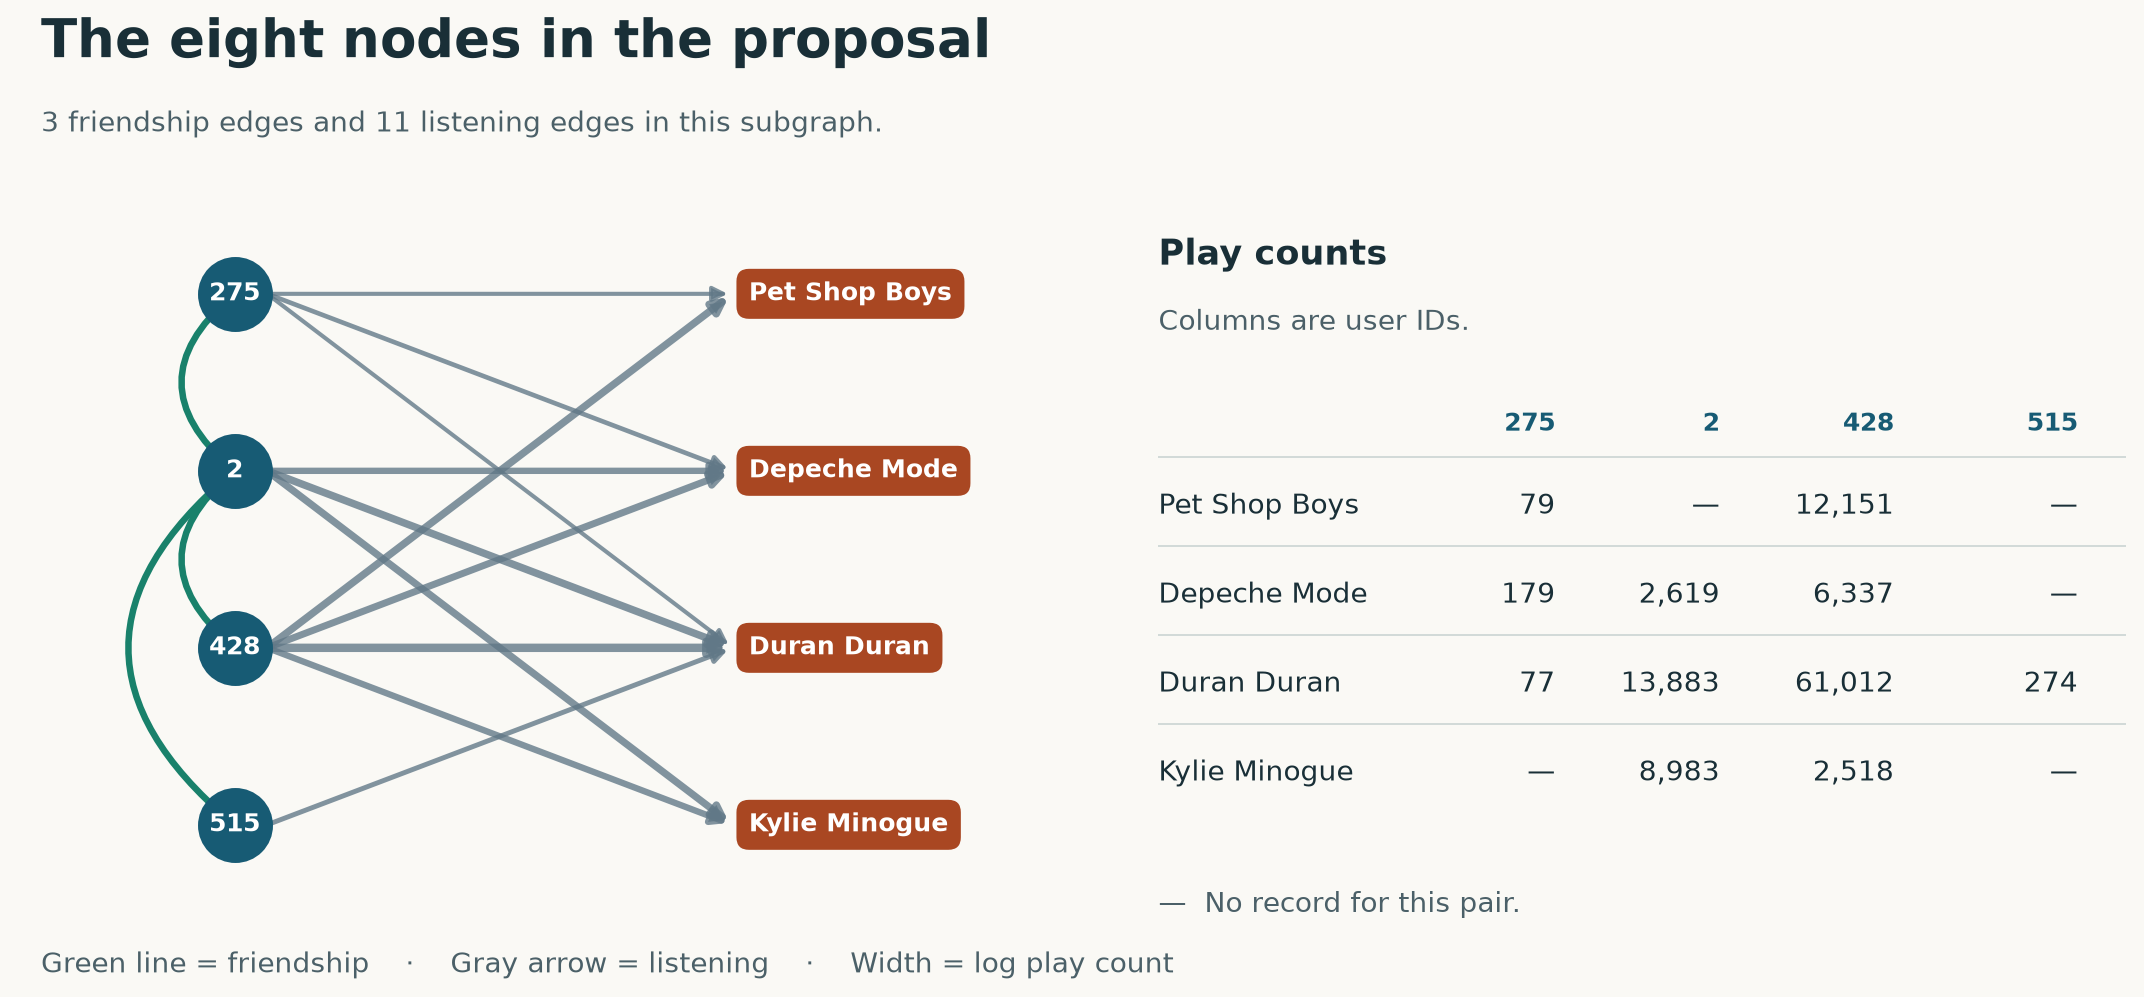 The eight nodes in the proposal
3 friendship edges and 11 listening edges in this subgraph.
275
2
428
515
Pet Shop Boys
Depeche Mode
Duran Duran
Kylie Minogue
Play counts
Columns are user IDs.
275 2 428 515
Pet Shop Boys 79 — 12,151 —
Depeche Mode 179 2,619 6,337 —
Duran Duran 77 13,883 61,012 274
Kylie Minogue — 8,983 2,518 —
— No record for this pair.
Green line = friendship · Gray arrow = listening · Width = log play count